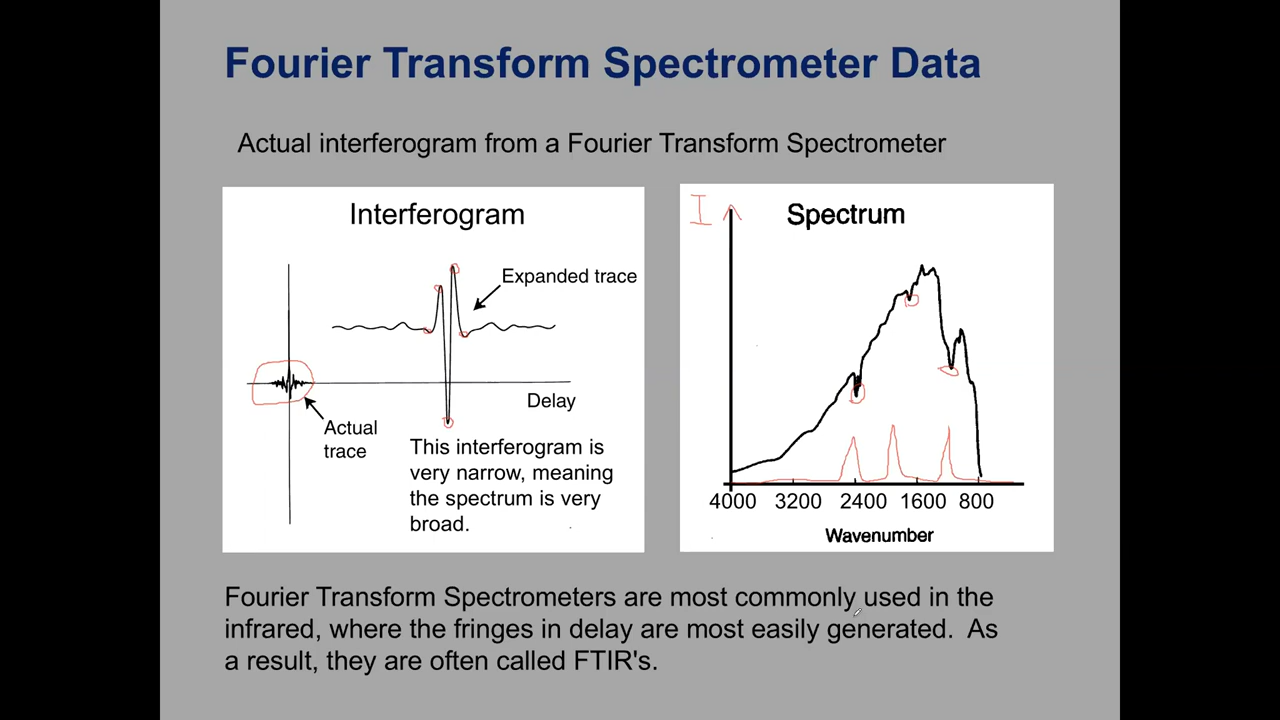 Fourier Transform Spectrometer Data
Actual interferogram from a Fourier Transform Spectrometer
Interferogram
Expanded trace
Delay
Actual
trace
This interferogram is
very narrow, meaning
the spectrum is very
broad.
I
Spectrum
4000 3200 2400 1600 800
Wavenumber
Fourier Transform Spectrometers are most commonly used in the
infrared, where the fringes in delay are most easily generated. As
a result, they are often called FTIR's.